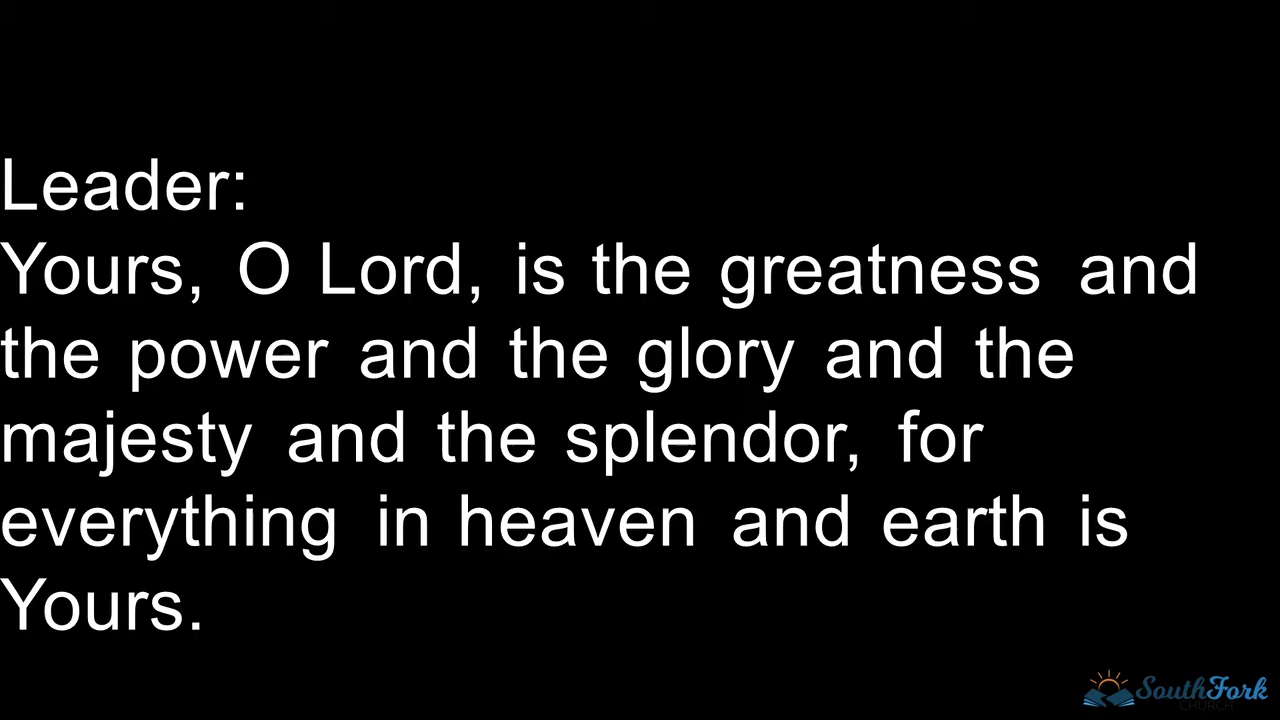 Leader:
Yours, O Lord, is the greatness and
the power and the glory and the
majesty and the splendor, for
everything in heaven and earth is
Yours.
SouthFork
CHURCH